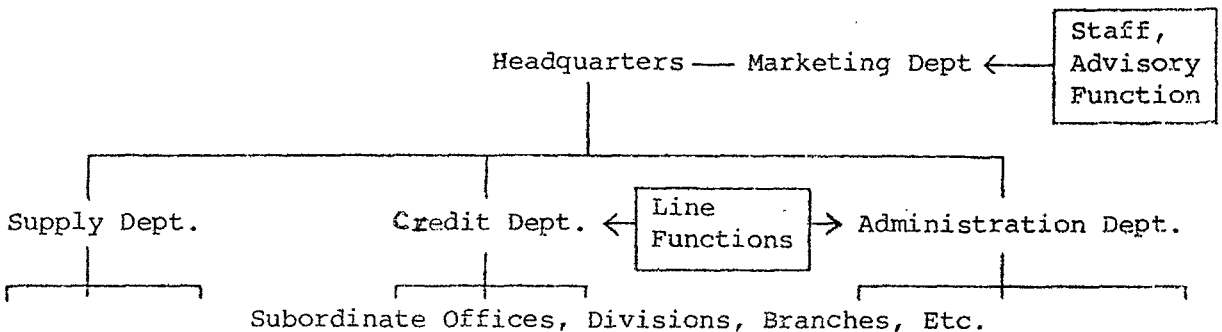 Headquarters — Marketing Dept
Staff,
Advisory
Function
Supply Dept.
Credit Dept.
Line
Functions
Administration Dept.
Subordinate Offices, Divisions, Branches, Etc.